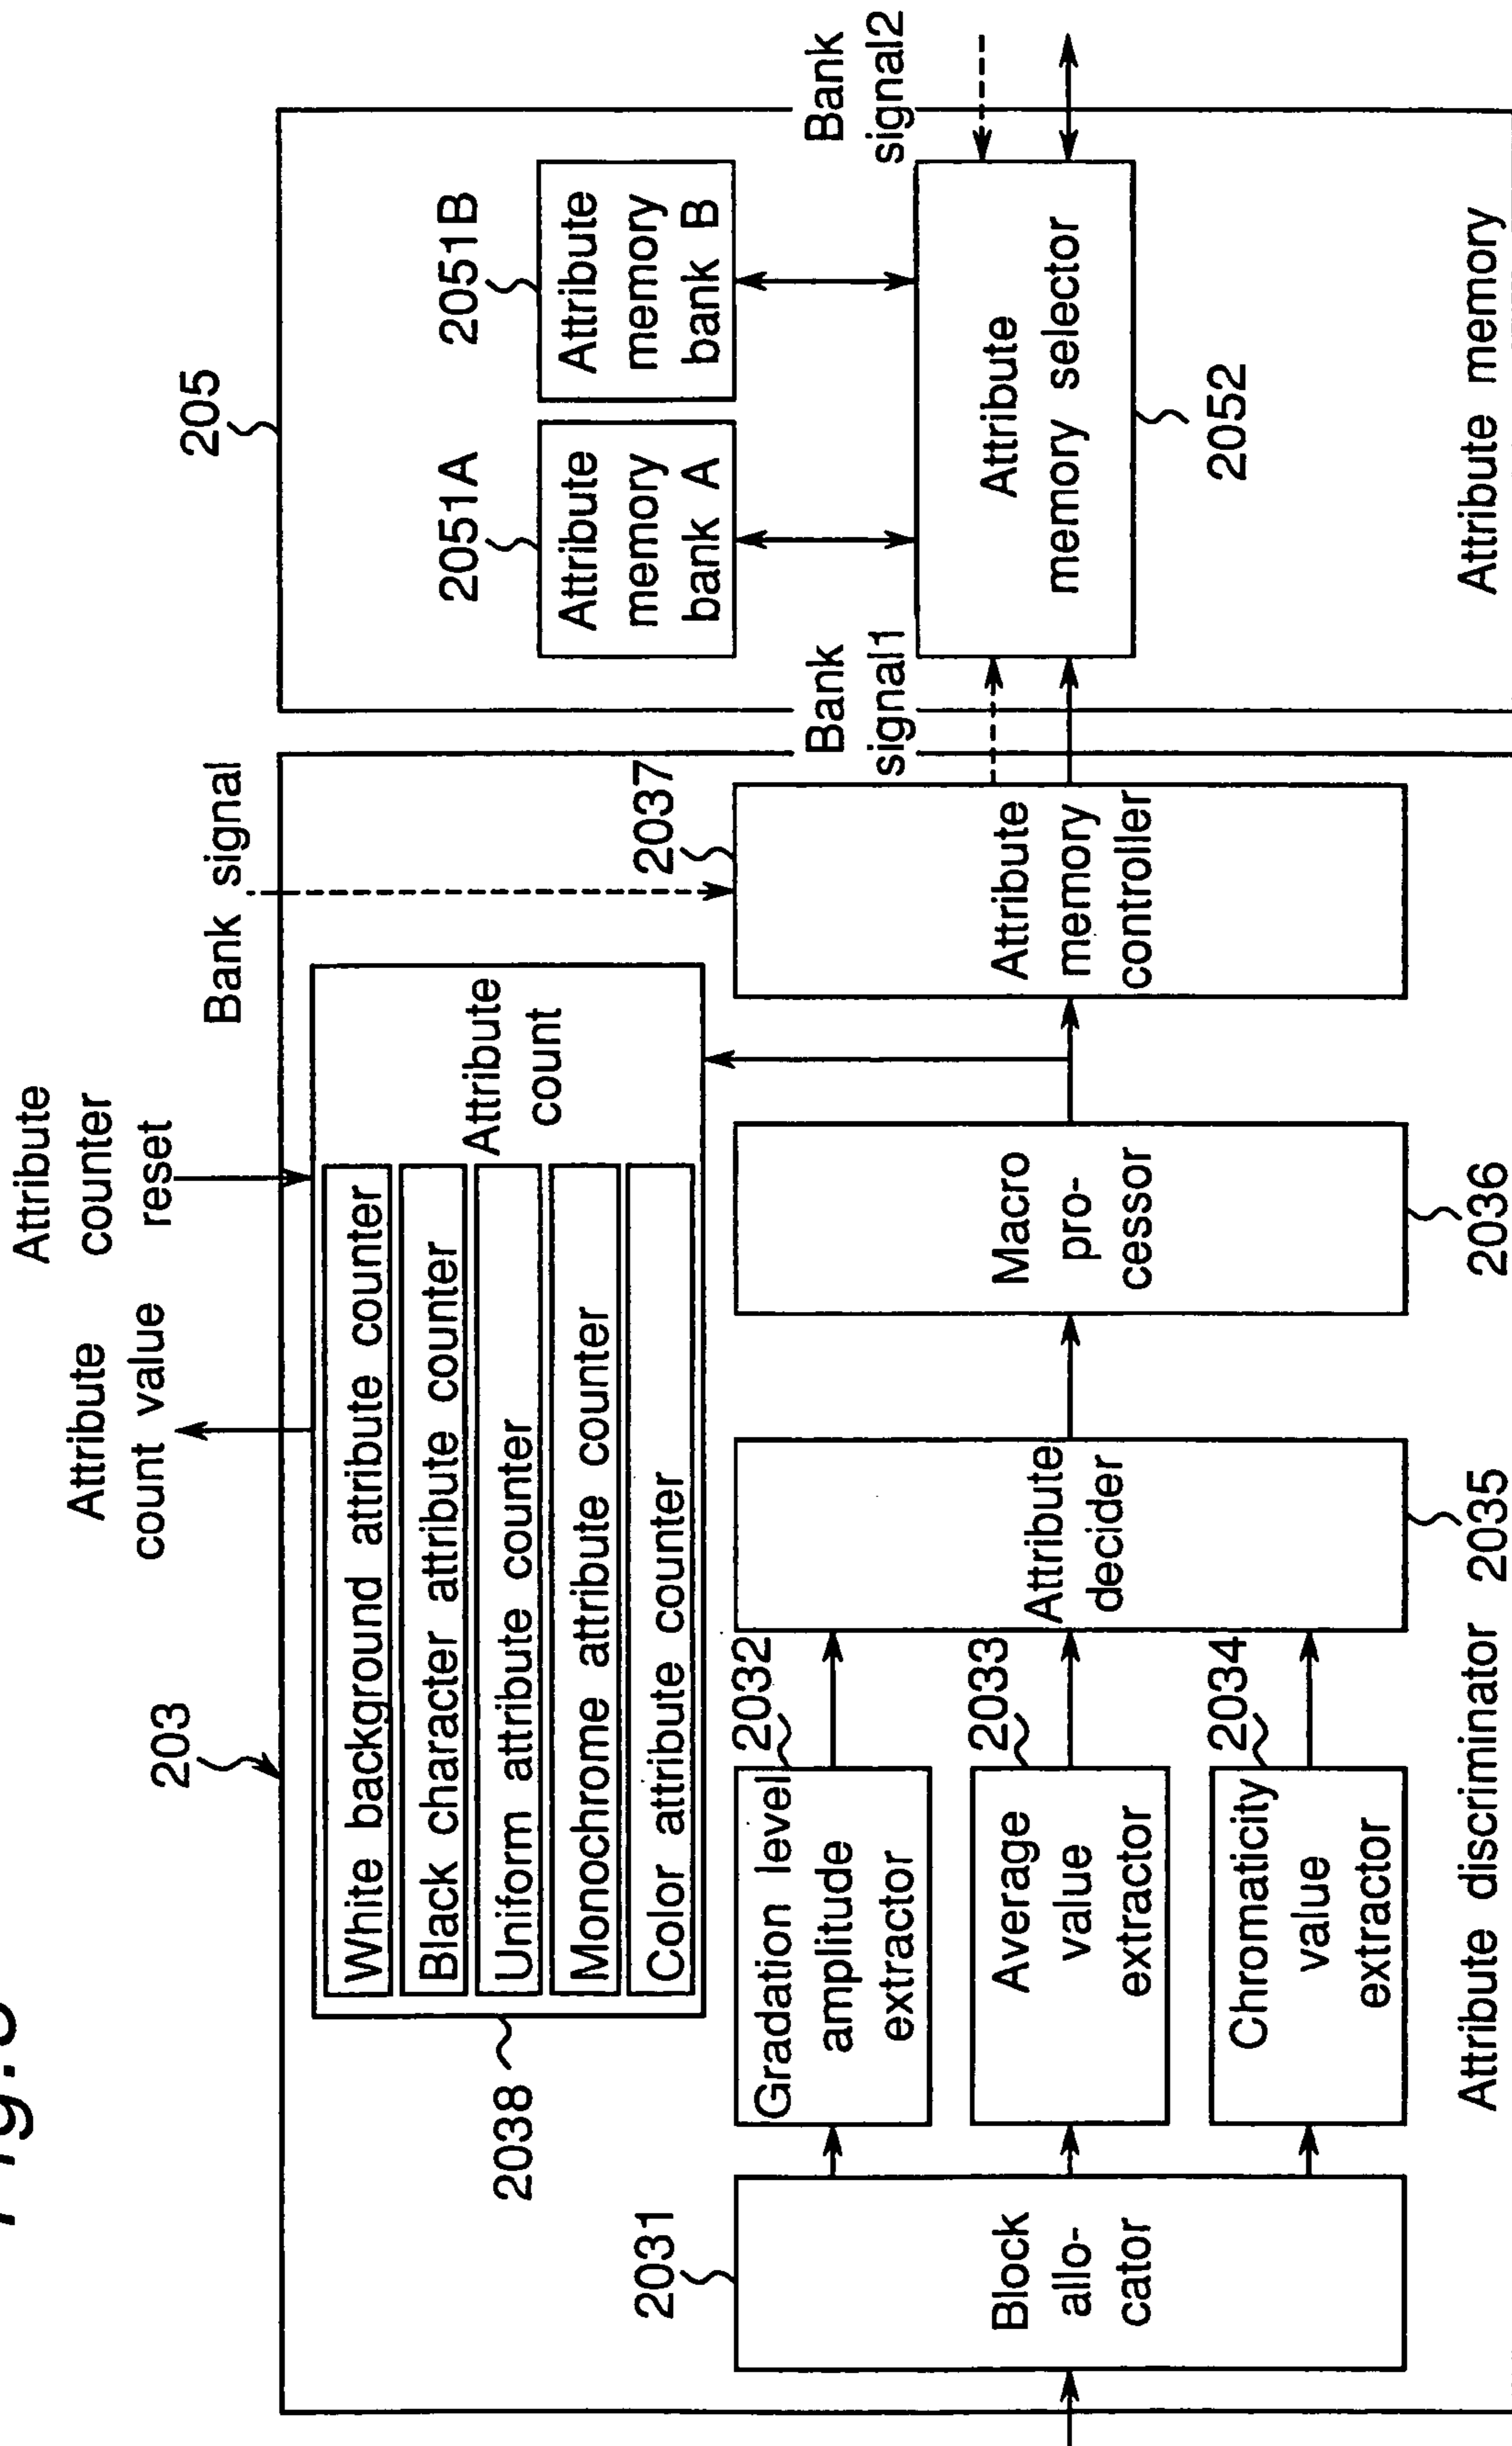 203
Attribute
count value
Attribute
counter
reset
Bank signal
205
2038
White background attribute counter
Black character attribute counter
Uniform attribute counter
Monochrome attribute counter
Color attribute counter
Attribute
count
2031
Block
allo-
cator
2032
Gradation level
amplitude
extractor
2033
Average
value
extractor
2034
Chromaticity
value
extractor
Attribute
decider
2035
Macro
pro-
cessor
2036
2037
Attribute
memory
controller
Attribute discriminator
Bank
signal1
2051A
Attribute
memory
bank A
2051B
Attribute
memory
bank B
Attribute
memory selector
2052
Bank
signal2
Attribute memory